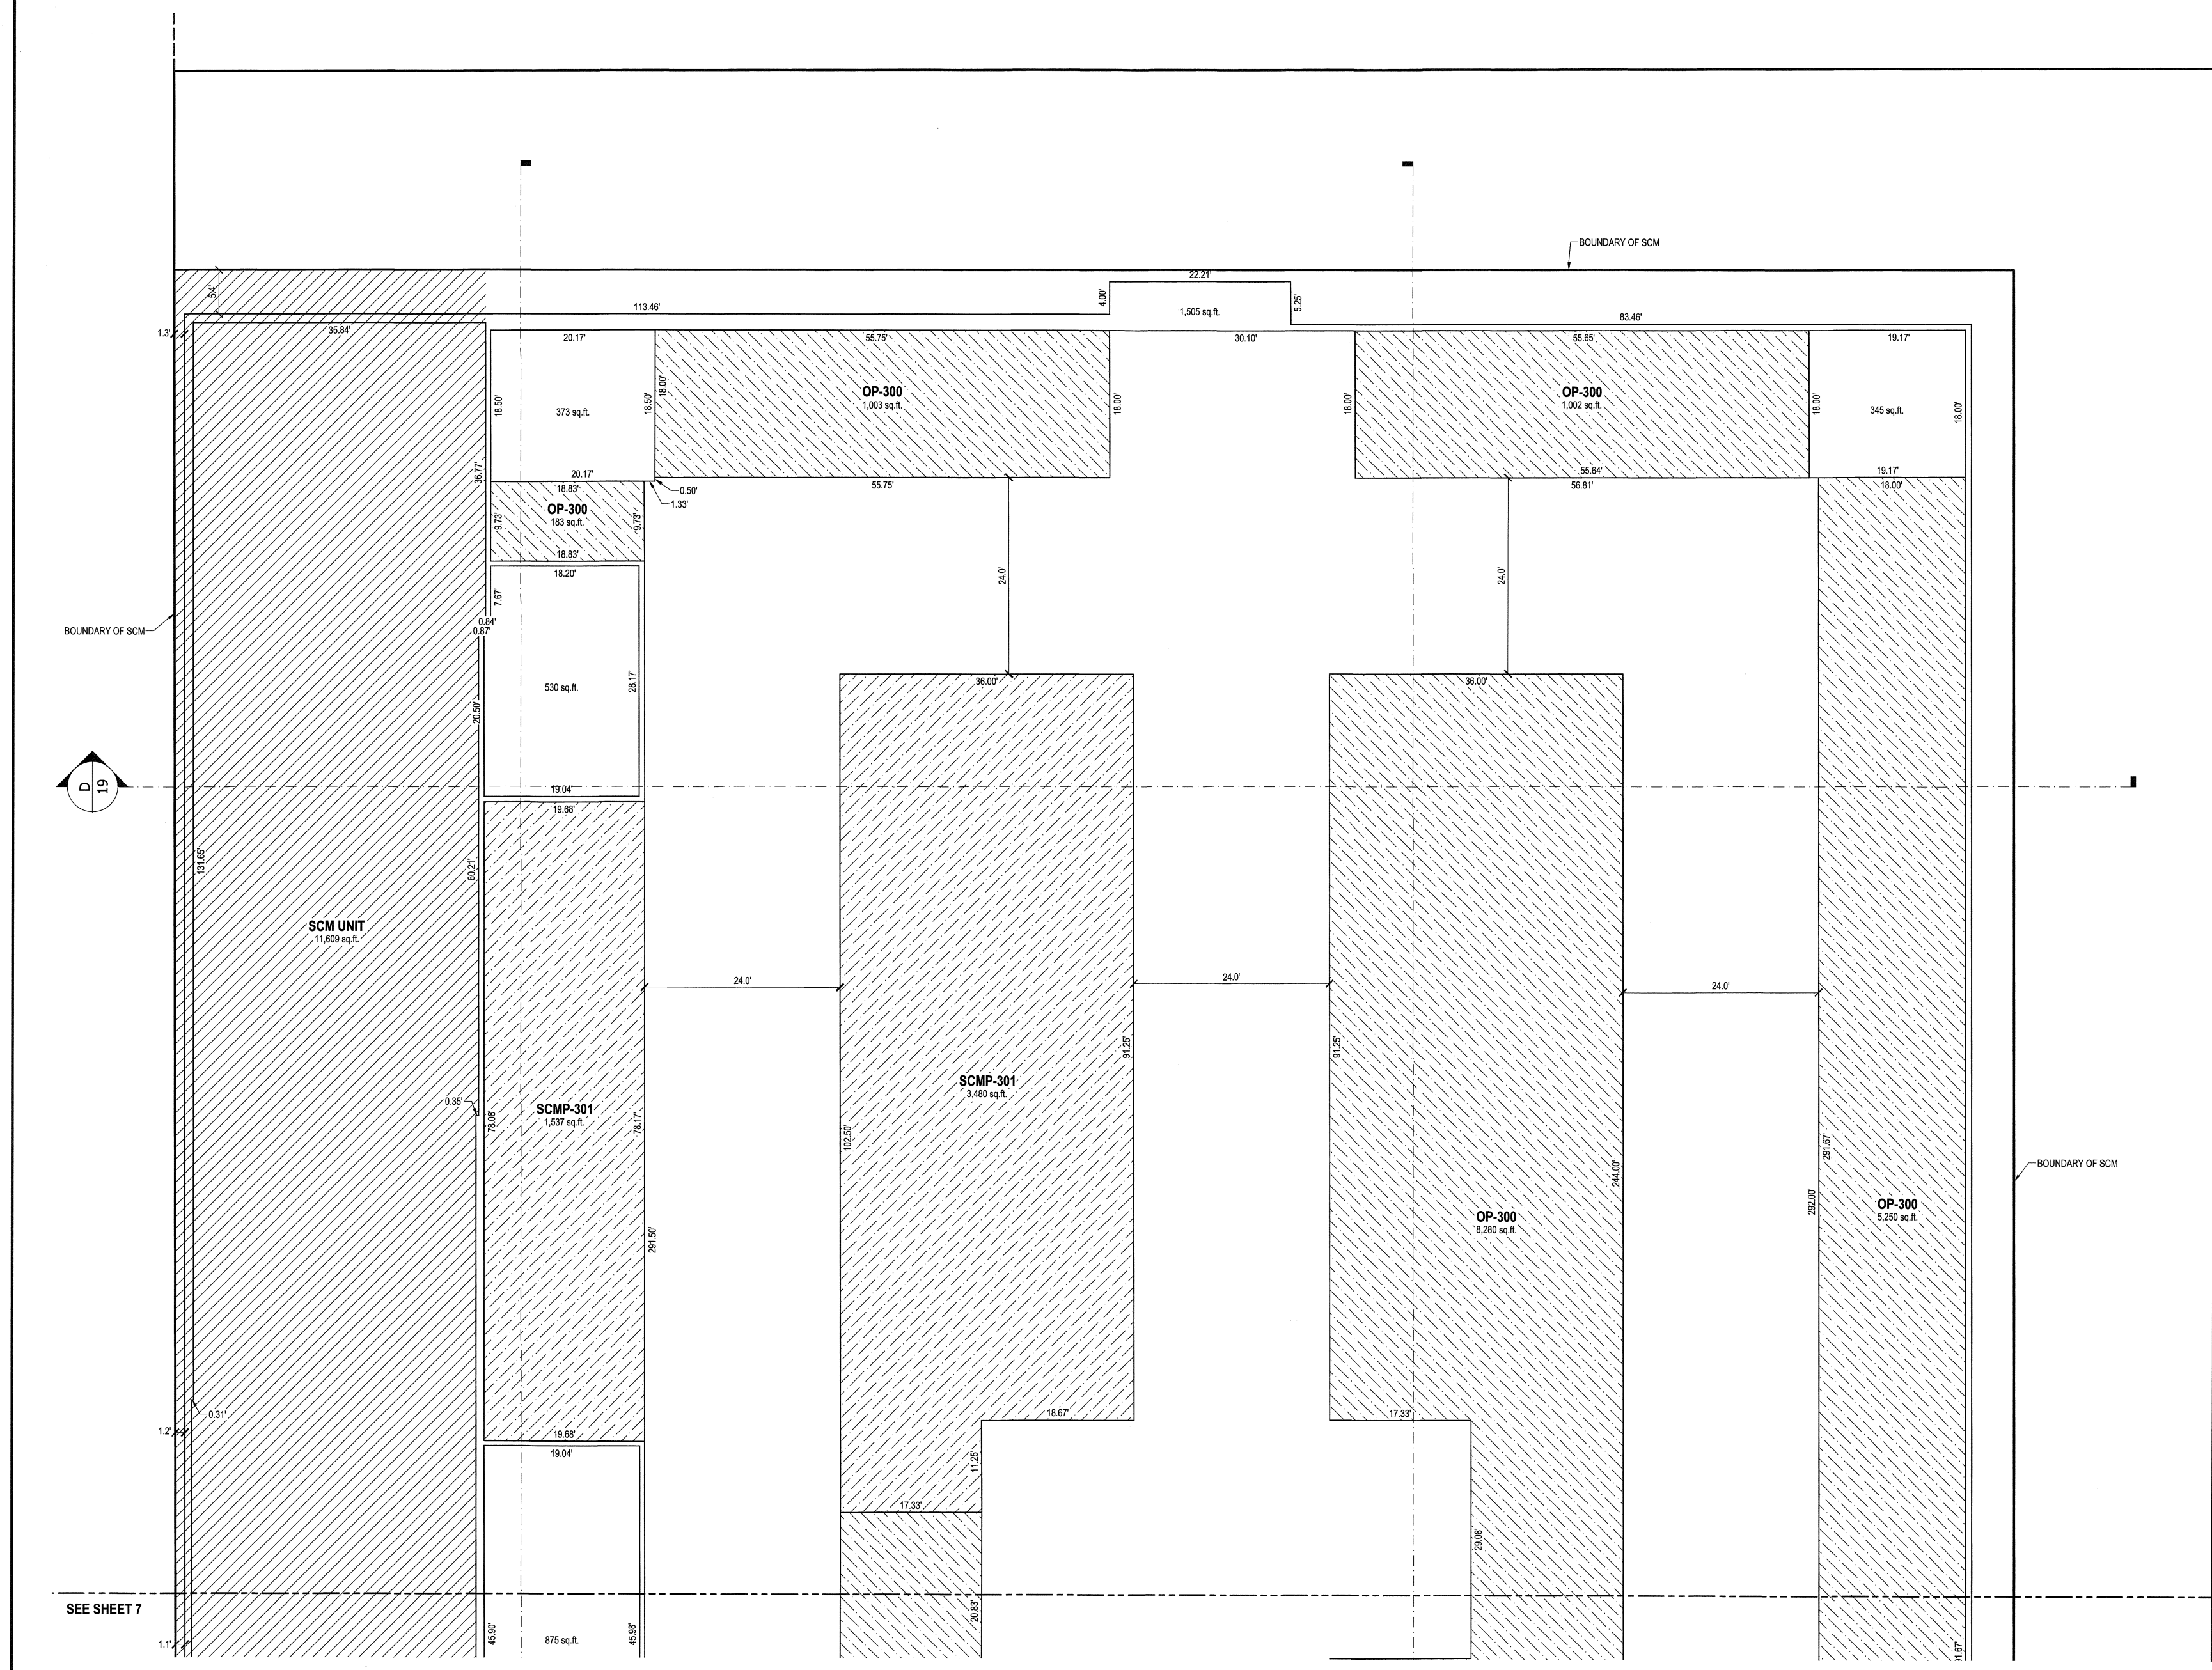 BOUNDARY OF SCM
22.21'
5.4'
113.46'
4.00'
1,505 sq.ft.
5.25'
83.46'
1.3'
35.84'
20.17'
55.75'
30.10'
55.65'
19.17'
18.50'
373 sq.ft.
18.50'
18.00'
OP-300
1,003 sq.ft.
18.00'
18.00'
OP-300
1,002 sq.ft.
18.00'
345 sq.ft.
18.00'
36.77'
20.17'
18.83'
0.50'
1.33'
55.75'
55.64'
56.81'
19.17'
18.00'
9.73'
OP-300
183 sq.ft.
9.73'
18.83'
18.20'
7.67'
24.0'
24.0'
BOUNDARY OF SCM
0.84'
0.87'
530 sq.ft.
28.17'
20.50'
36.00'
36.00'
D
19
19.04'
19.68'
131.65'
60.21'
SCM UNIT
11,609 sq.ft.
24.0'
24.0'
24.0'
91.25'
91.25'
0.35'
78.08'
SCMP-301
1,537 sq.ft.
78.17'
102.50'
SCMP-301
3,480 sq.ft.
OP-300
8,280 sq.ft.
244.00'
291.67'
292.00'
OP-300
5,250 sq.ft.
BOUNDARY OF SCM
291.50'
0.31'
1.2'
19.68'
19.04'
18.67'
17.33'
11.25'
17.33'
29.08'
SEE SHEET 7
20.83'
1.1'
45.90'
875 sq.ft.
45.98'